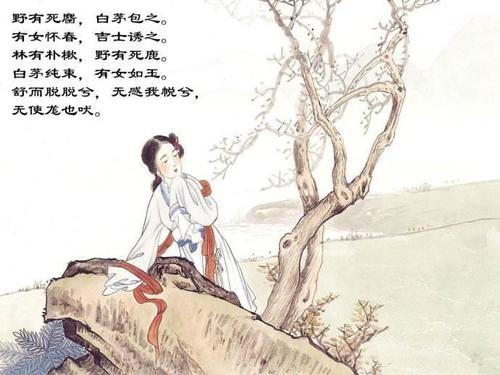 野有死麕，白茅包之。
有女怀春，吉士诱之。
林有朴樕，野有死鹿。
白茅纯束，有女如玉。
舒而脱脱兮，无感我帨兮，
无使尨也吠。